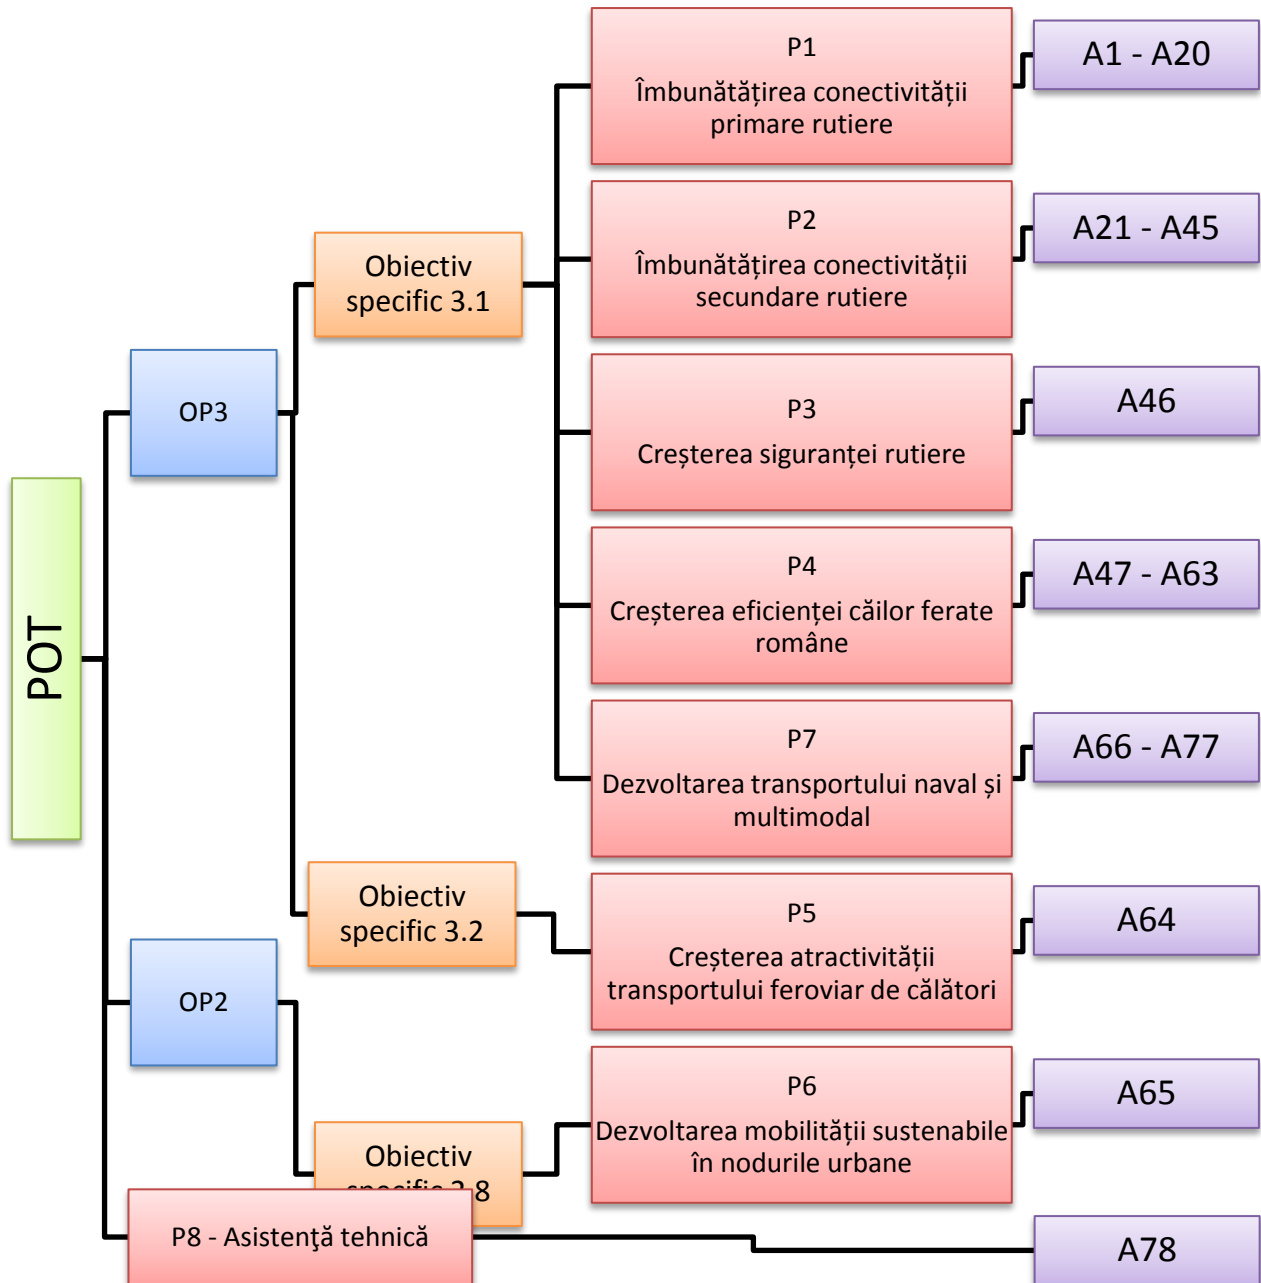 POT
OP3
OP2
Obiectiv
specific 3.1
Obiectiv
specific 3.2
Obiectiv
specific 2.8
P8 - Asistenţă tehnică
P1
Îmbunătățirea conectivității
primare rutiere
A1 - A20
P2
Îmbunătățirea conectivității
secundare rutiere
A21 - A45
P3
Creșterea siguranței rutiere
A46
P4
Creșterea eficienței căilor ferate
române
A47 - A63
P7
Dezvoltarea transportului naval și
multimodal
A66 - A77
P5
Creșterea atractivității
transportului feroviar de călători
A64
P6
Dezvoltarea mobilității sustenabile
în nodurile urbane
A65
A78